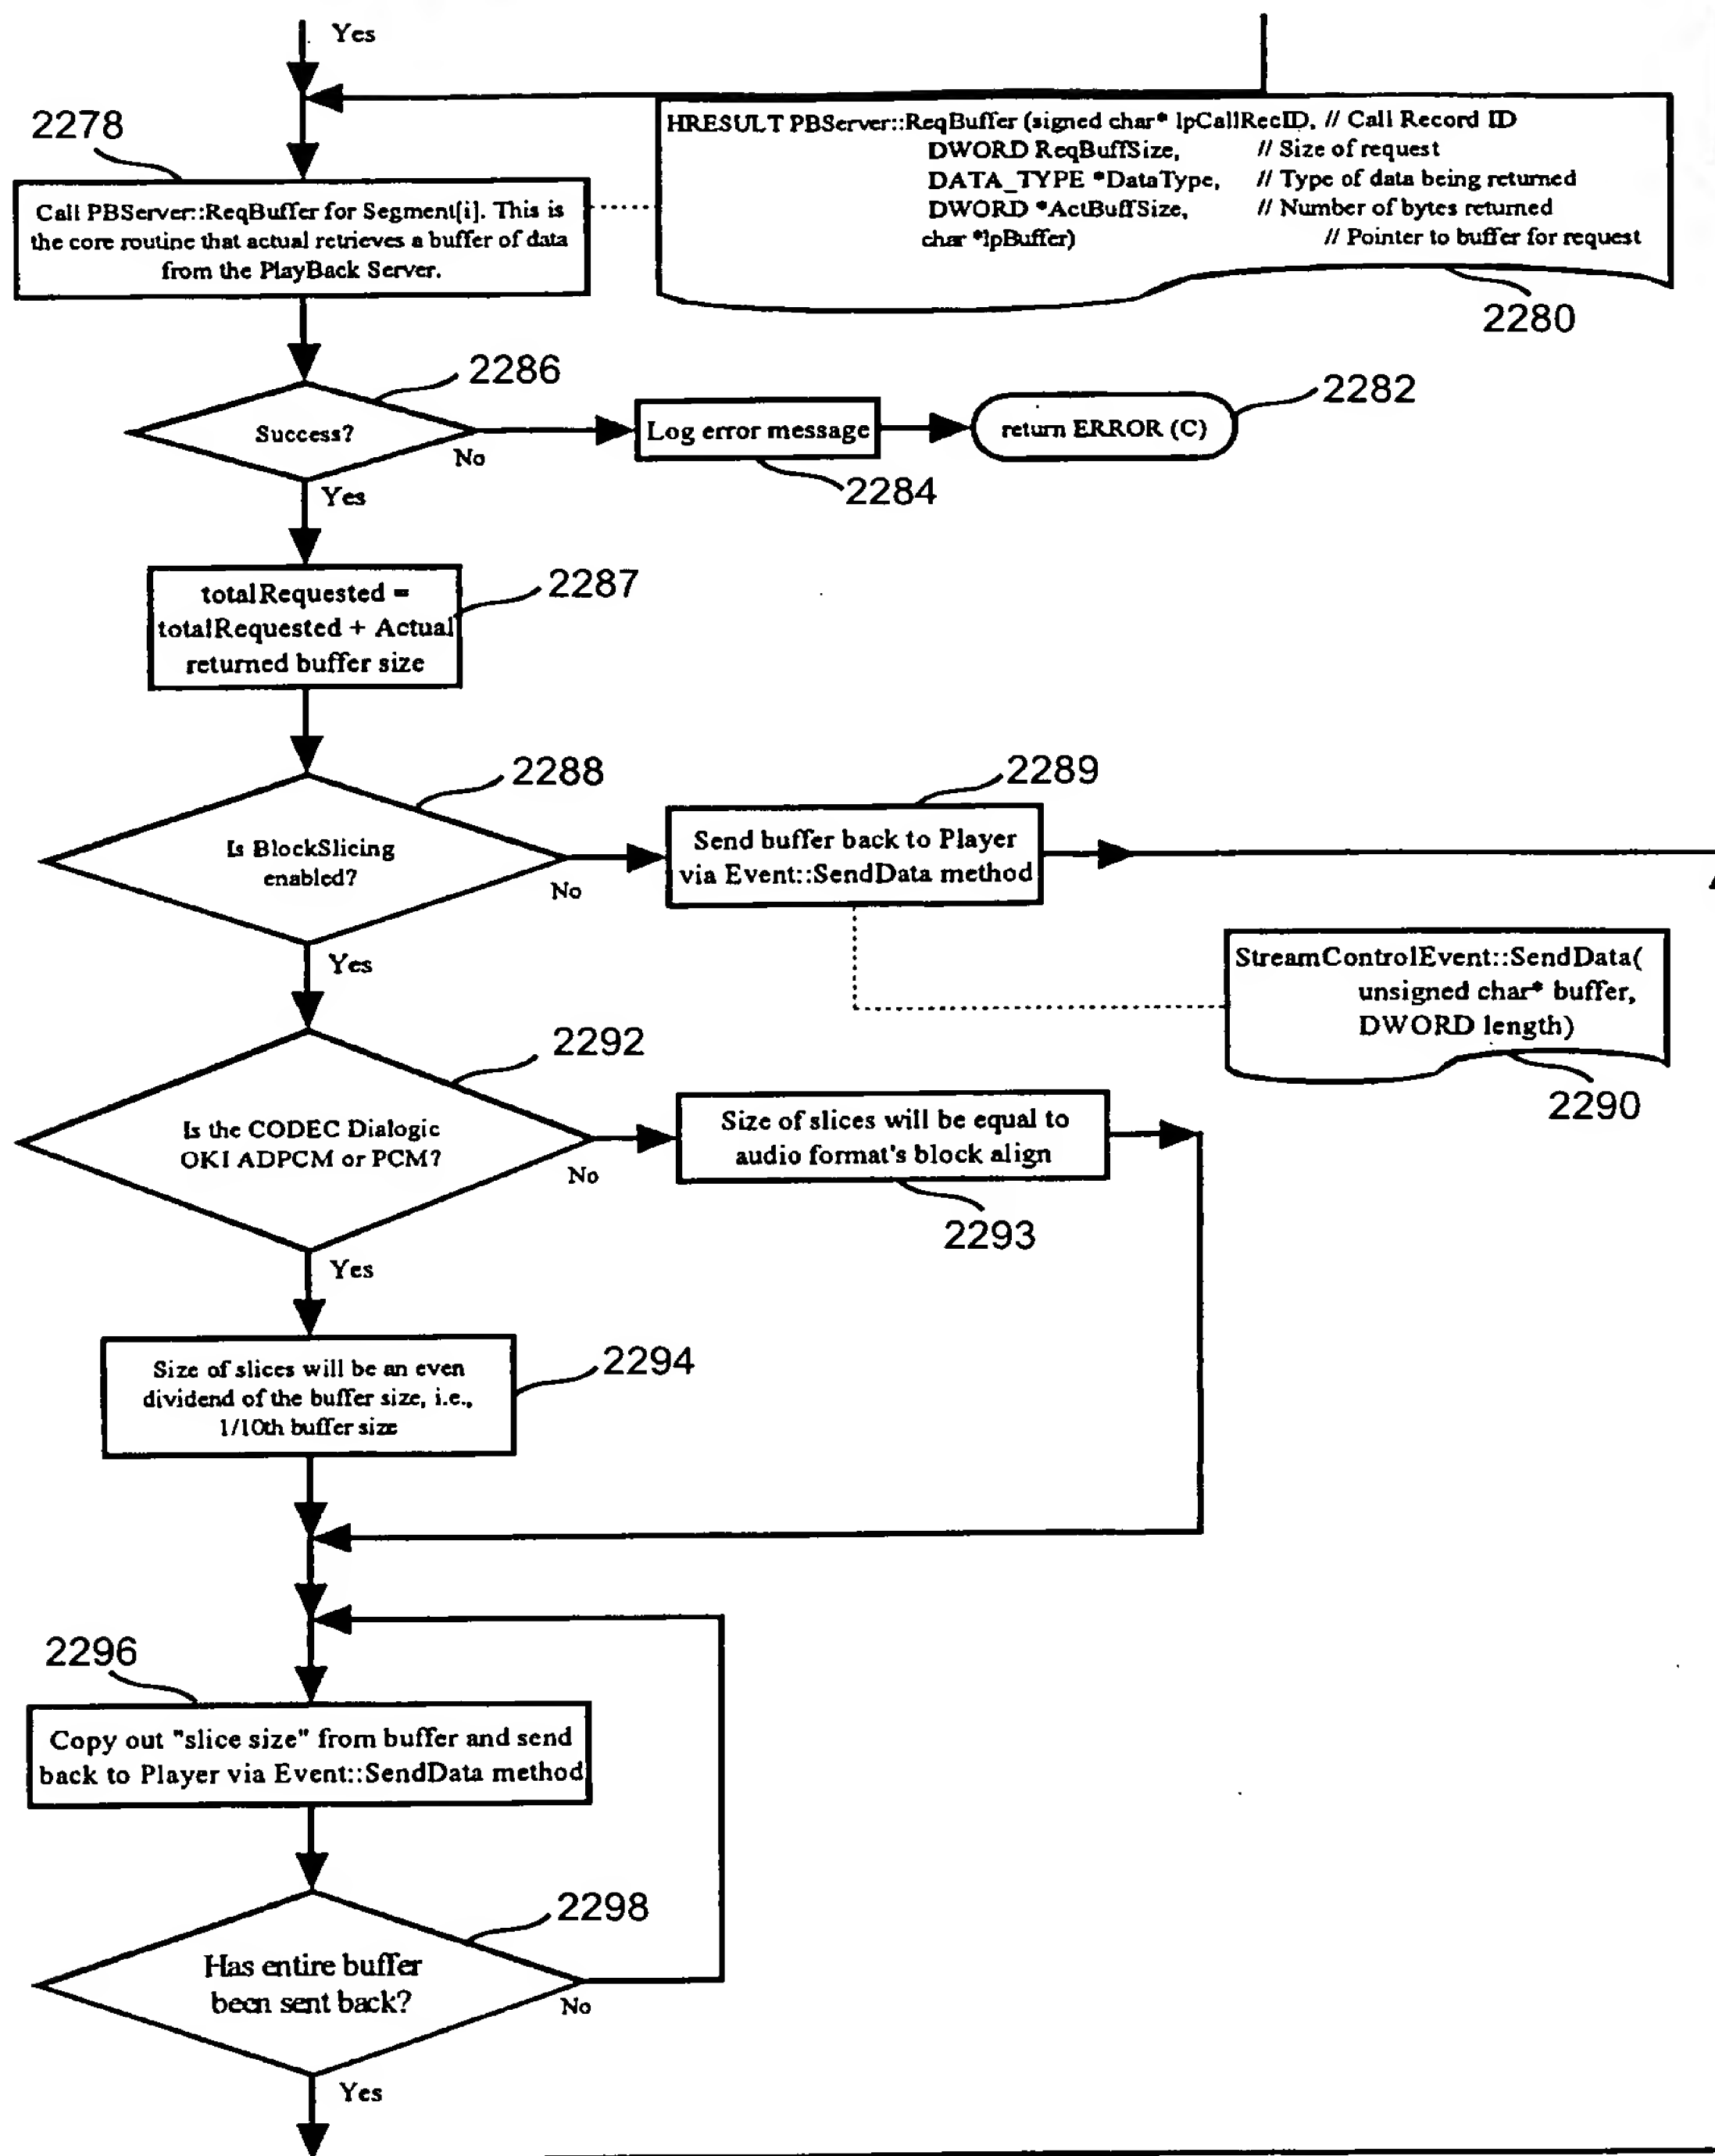 Yes
2278
HRESULT PBServer::ReqBuffer (signed char* lpCallRecID, // Call Record ID
DWORD ReqBuffSize, // Size of request
DATA_TYPE *DataType, // Type of data being returned
DWORD *ActBuffSize, // Number of bytes returned
char *lpBuffer) // Pointer to buffer for request
Call PBServer::ReqBuffer for Segment[i]. This is
the core routine that actual retrieves a buffer of data
from the PlayBack Server.
2280
2286
2282
Success?
No
Log error message
return ERROR (C)
2284
Yes
totalRequested =
totalRequested + Actual
returned buffer size
2287
2288
2289
Is BlockSlicing
enabled?
No
Send buffer back to Player
via Event::SendData method
Yes
StreamControlEvent::SendData(
unsigned char* buffer,
DWORD length)
2290
2292
Is the CODEC Dialogic
OKI ADPCM or PCM?
No
Size of slices will be equal to
audio format's block align
2293
Yes
Size of slices will be an even
dividend of the buffer size, i.e.,
1/10th buffer size
2294
2296
Copy out "slice size" from buffer and send
back to Player via Event::SendData method
2298
Has entire buffer
been sent back?
No
Yes